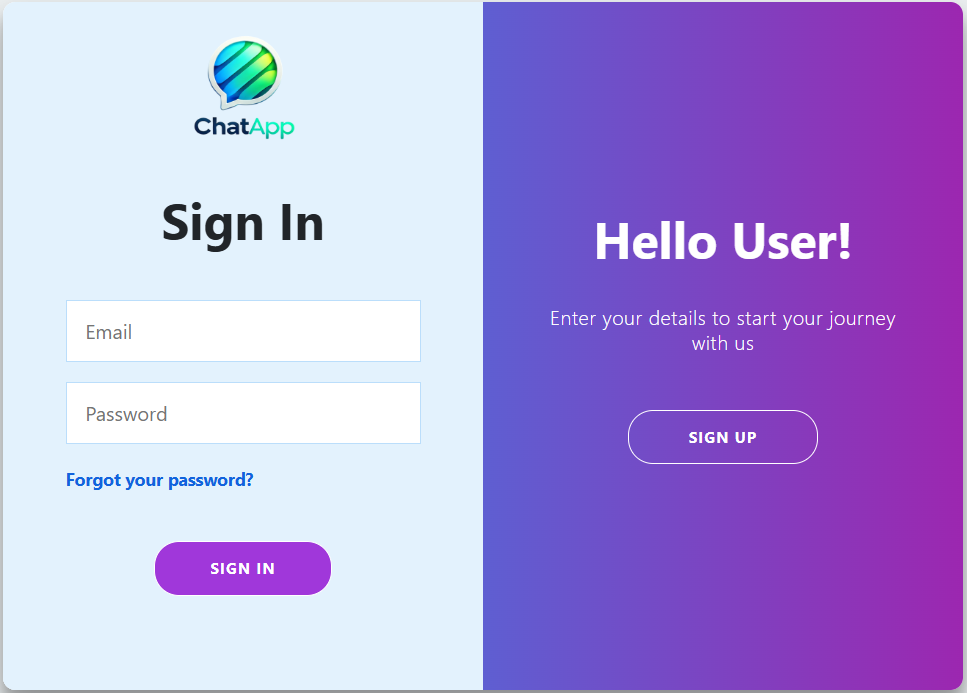 ChatApp
Sign In
Email
Password
Forgot your password?
SIGN IN
Hello User!
Enter your details to start your journey
with us
SIGN UP